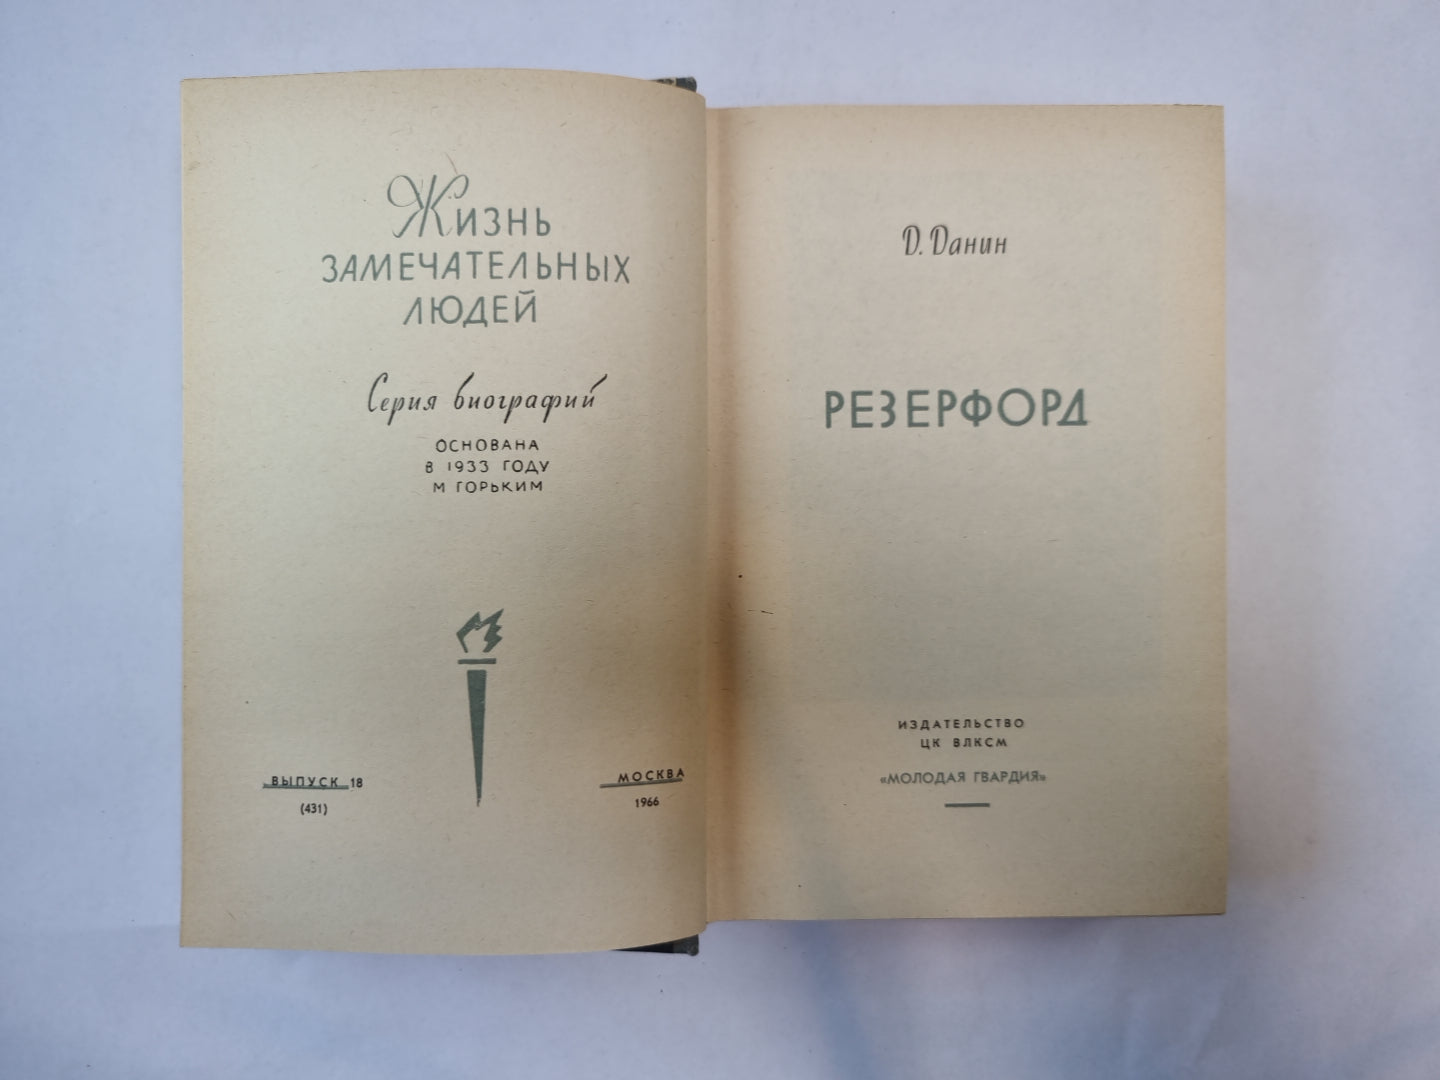 Жизнь
ЗАМЕЧАТЕЛЬНЫХ
ЛЮДЕЙ
Серия биографий
ОСНОВАНА
В 1933 ГОДУ
М ГОРЬКИМ
ВЫПУСК 18
(431)
МОСКВА
1966
Д. Данин
РЕЗЕРФОРД
ИЗДАТЕЛЬСТВО
ЦК ВЛКСМ
«МОЛОДАЯ ГВАРДИЯ»